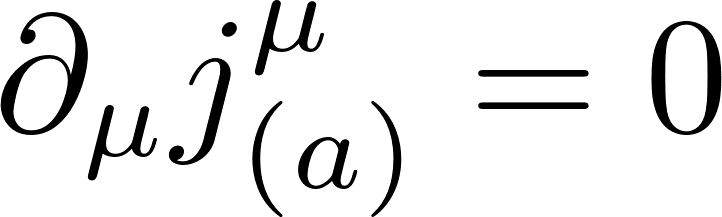 ∂_μ j^μ_{(a)} = 0